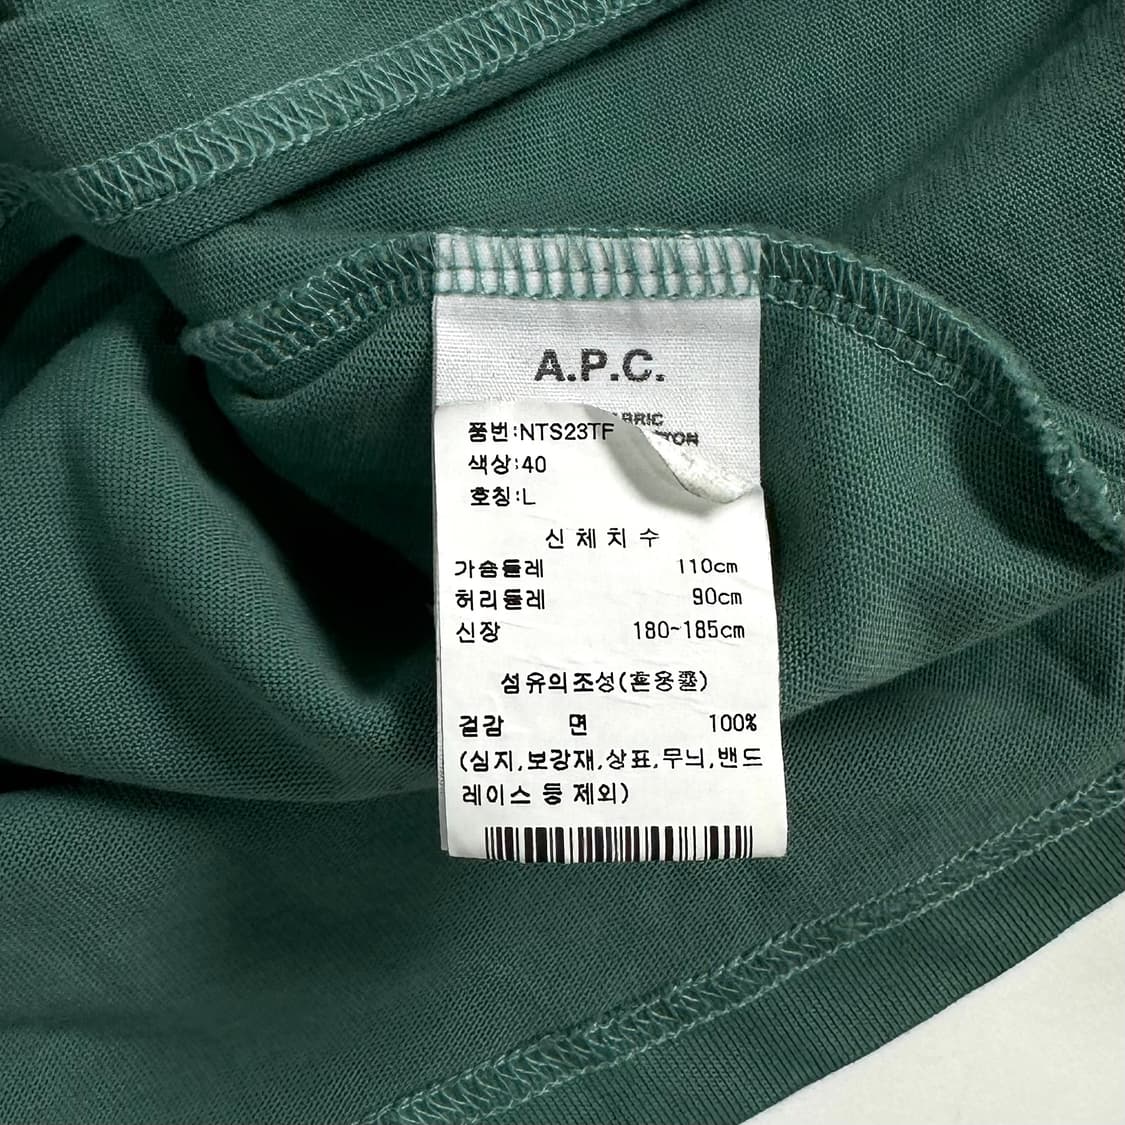 A.P.C.
품번:NTS23TF
색상:40
호칭:L
신체치수
가슴둘레 110cm
허리둘레 90cm
신장 180~185cm
섬유의조성(혼용률)
겉감 면 100%
(심지,보강재,상표,무늬,밴드
레이스 등 제외)